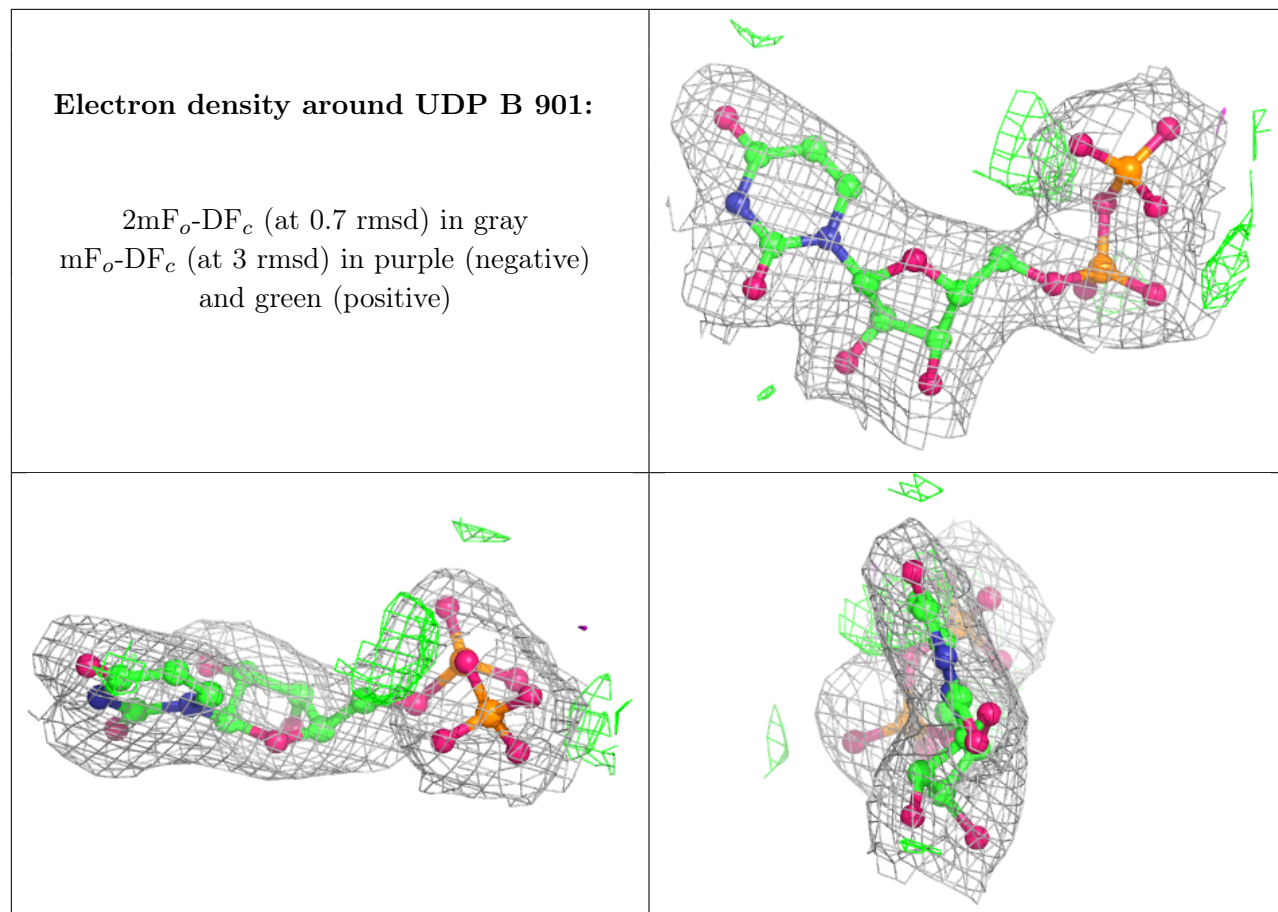 Electron density around UDP B 901:
2mFo-DFc (at 0.7 rmsd) in gray
mFo-DFc (at 3 rmsd) in purple (negative)
and green (positive)